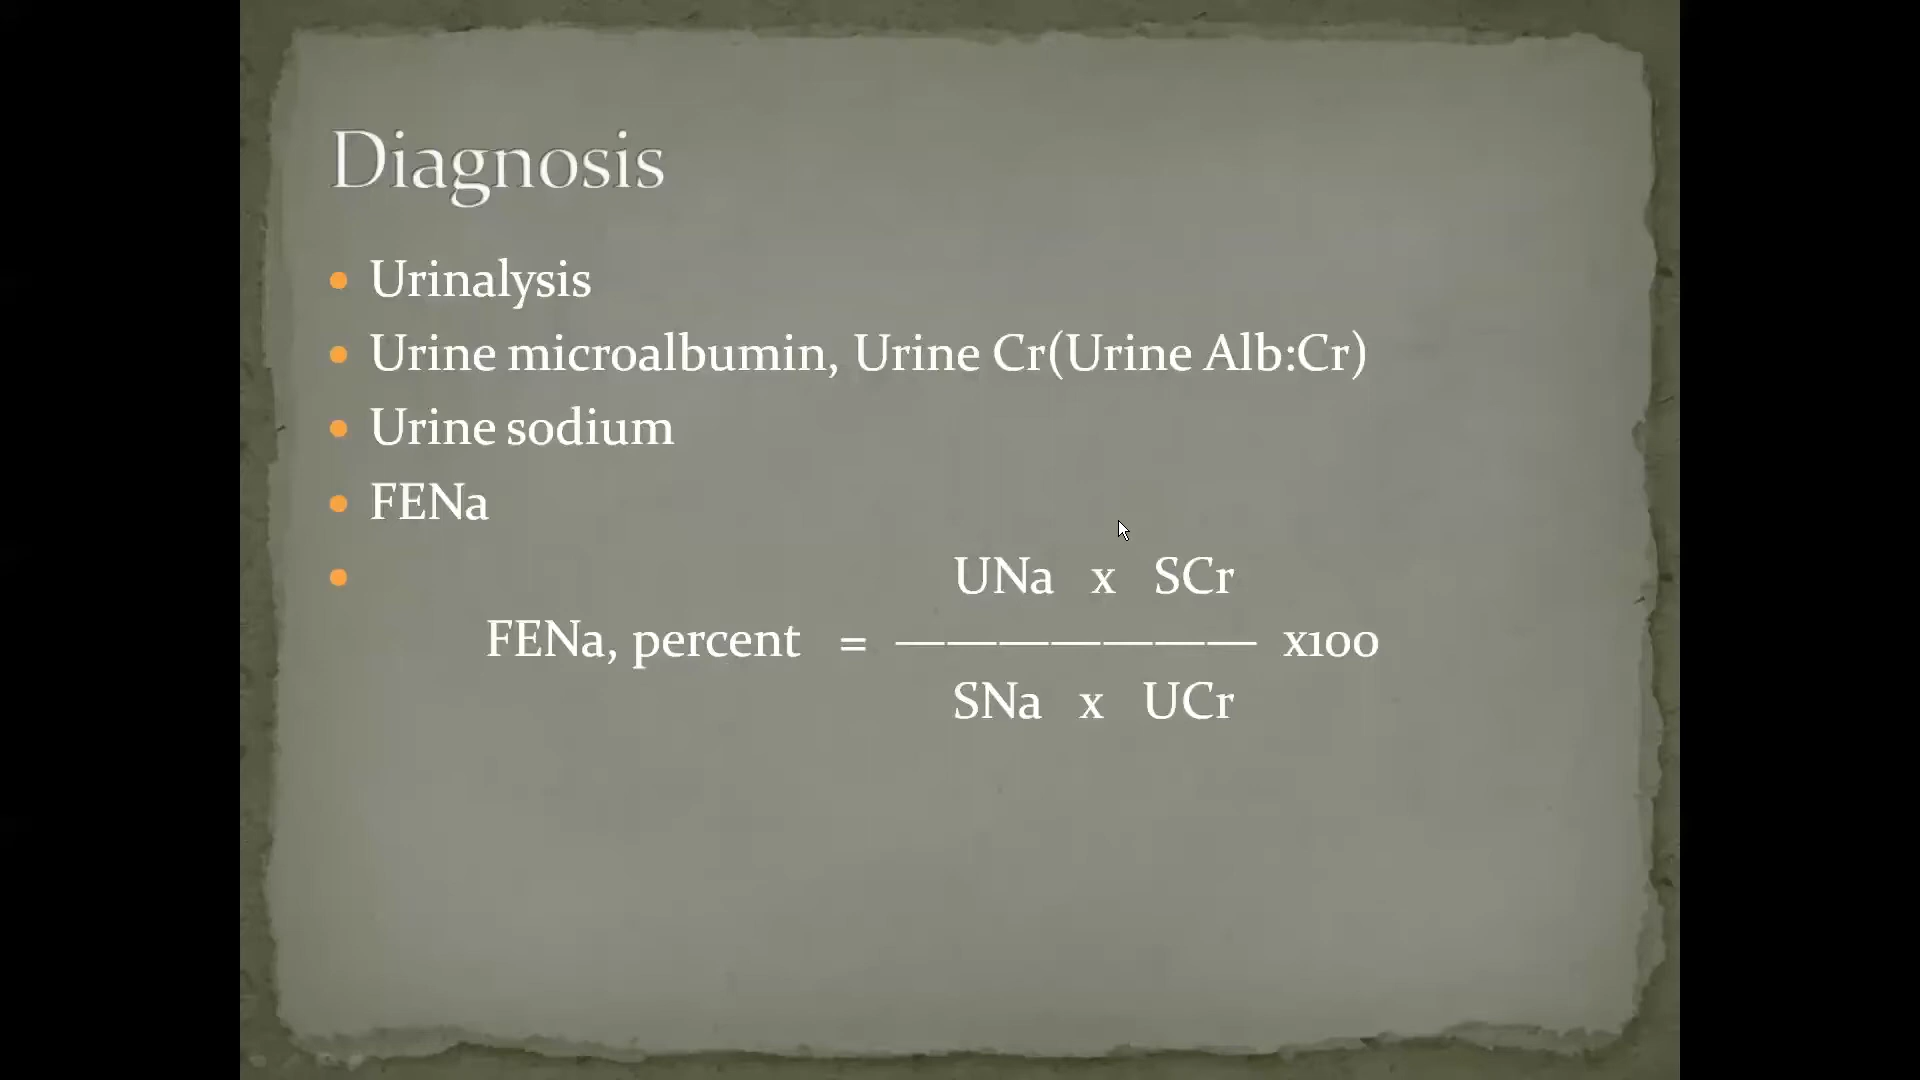 Diagnosis
• Urinalysis
• Urine microalbumin, Urine Cr(Urine Alb:Cr)
• Urine sodium
• FENa
• UNa x SCr
FENa, percent = ——————— x100
SNa x UCr